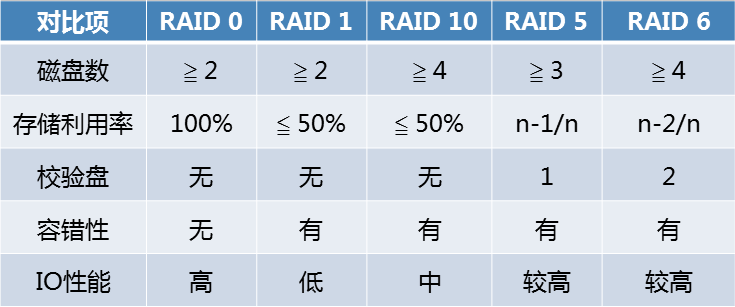 对比项 RAID 0 RAID 1 RAID 10 RAID 5 RAID 6
磁盘数 ≧2 ≧2 ≧4 ≧3 ≧4
存储利用率 100% ≦50% ≦50% n-1/n n-2/n
校验盘 无 无 无 1 2
容错性 无 有 有 有 有
IO性能 高 低 中 较高 较高